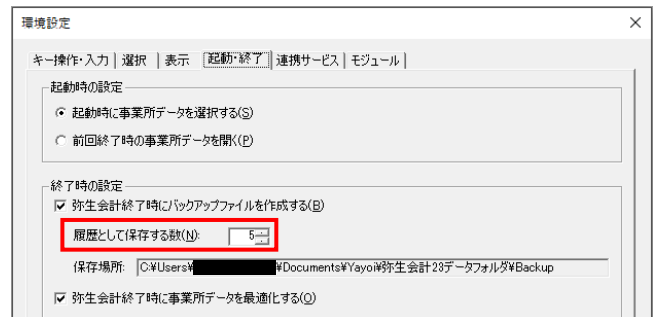 環境設定
キー操作・入力 選択 表示 起動・終了 連携サービス モジュール
起動時の設定
起動時に事業所データを選択する(S)
前回終了時の事業所データを開く(P)
終了時の設定
弥生会計終了時にバックアップファイルを作成する(B)
履歴として保存する数(N): 5
保存場所: C:¥Users¥ ¥Documents¥Yayoi¥弥生会計23データフォルダ¥Backup
弥生会計終了時に事業所データを最適化する(O)